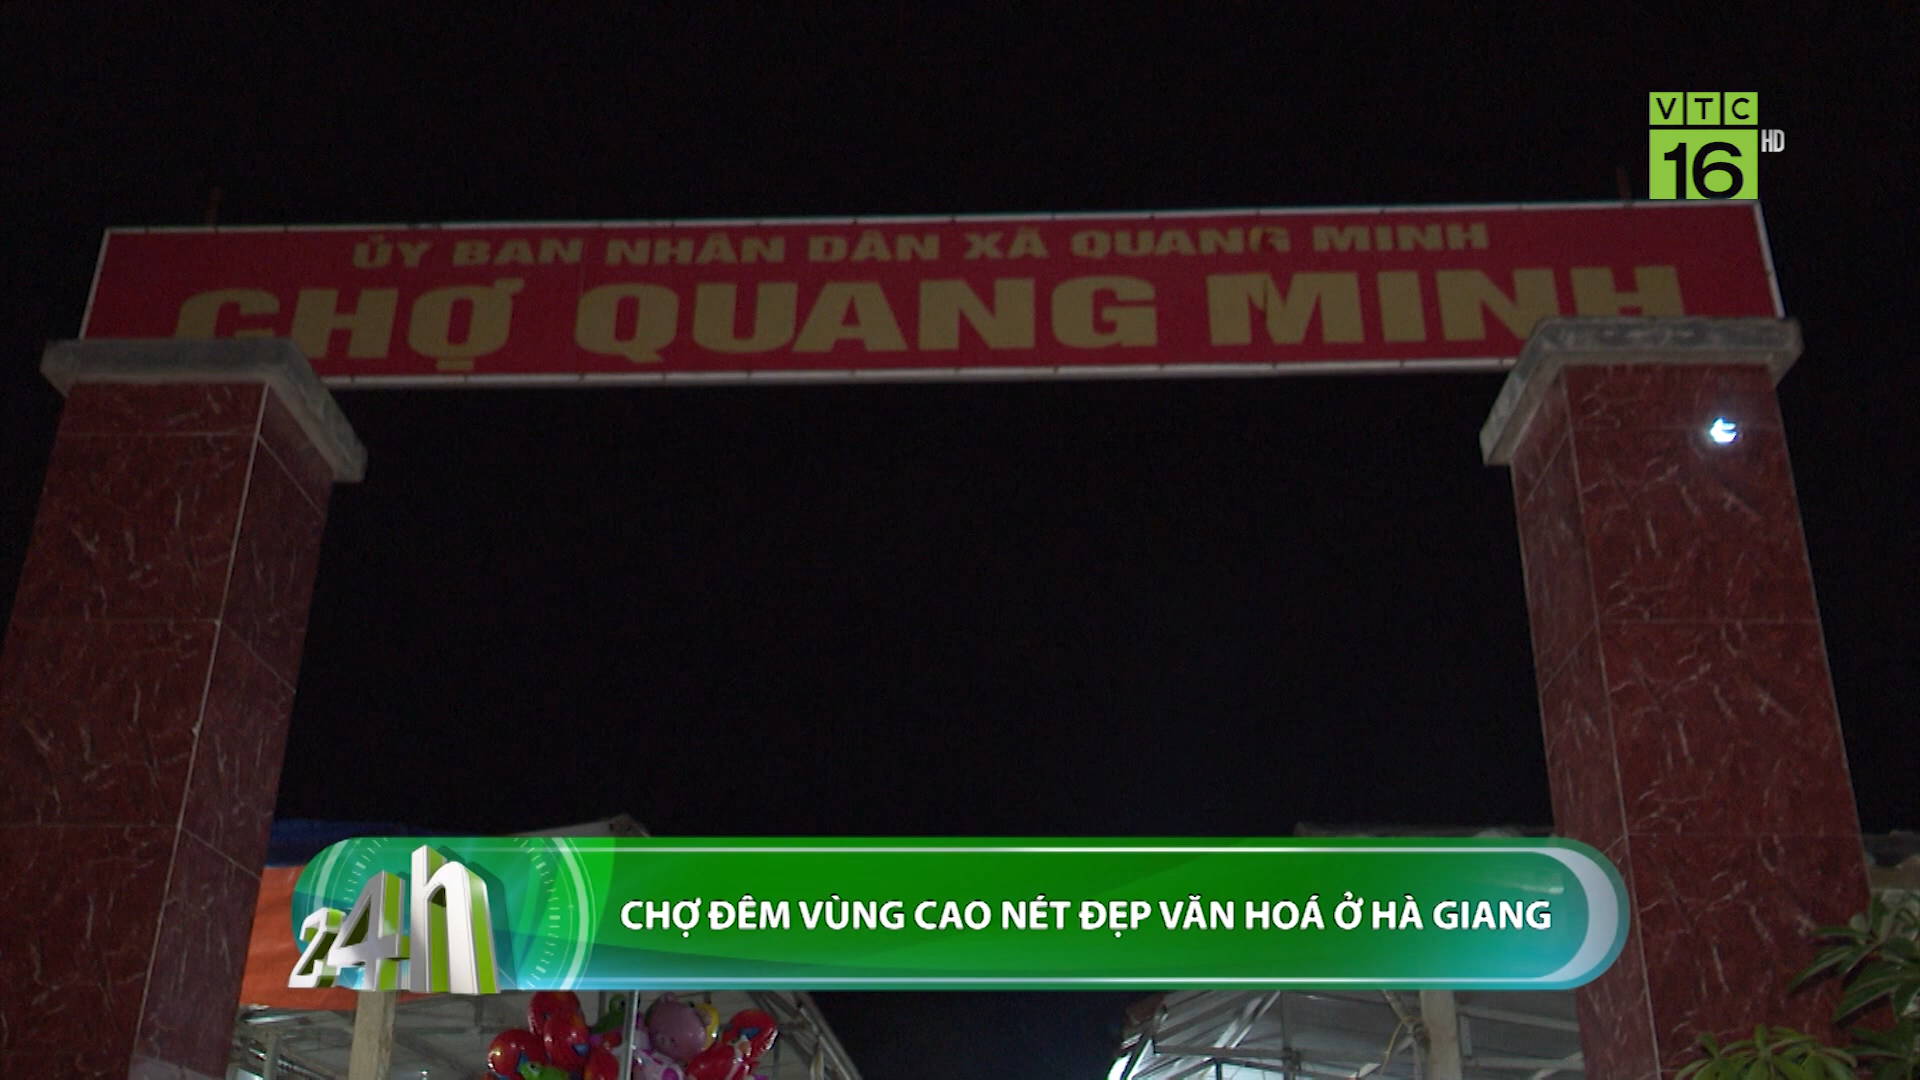 VTC
16 HD
ỦY BAN NHÂN DÂN XÃ QUANG MINH
CHỢ QUANG MINH
24h
CHỢ ĐÊM VÙNG CAO NÉT ĐẸP VĂN HOÁ Ở HÀ GIANG